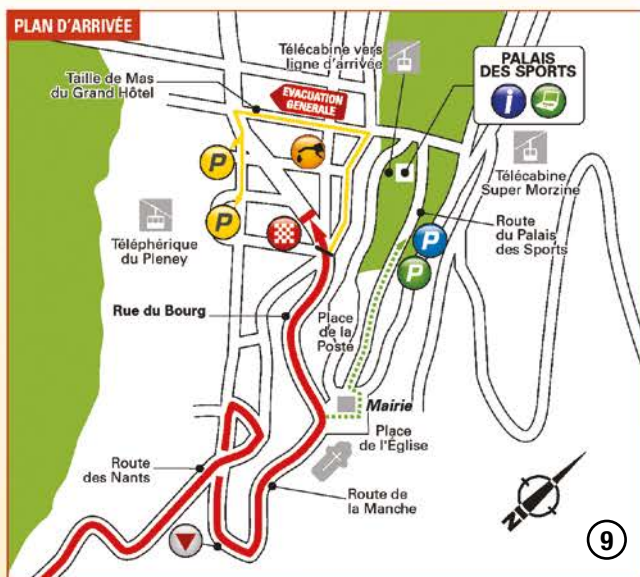 PLAN D'ARRIVÉE
Télécabine vers
ligne d'arrivée
PALAIS
DES SPORTS
i
Taille de Mas
du Grand Hôtel
EVACUATION
GENERALE
P
Télécabine
Super Morzine
P
Téléphérique
du Pleney
Route
du Palais
des Sports
P
P
Rue du Bourg
Place
de la
Poste
Mairie
Place
de l'Église
Route
des Nants
Route de
la Manche
N
9